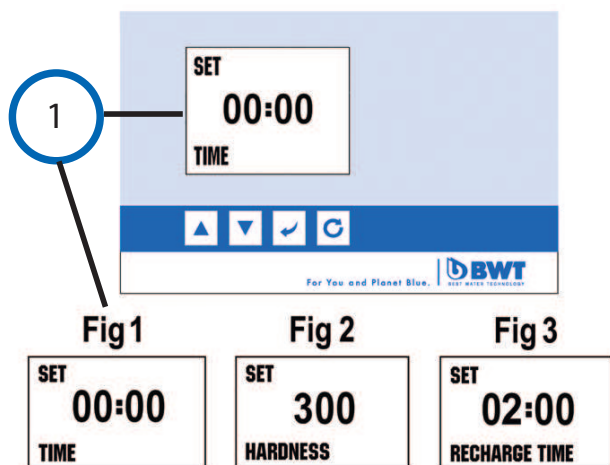 SET
1
00:00
TIME
For You and Planet Blue.
BWT
BEST WATER TECHNOLOGY
Fig 1 Fig 2 Fig 3
SET SET SET
00:00 300 02:00
TIME HARDNESS RECHARGE TIME